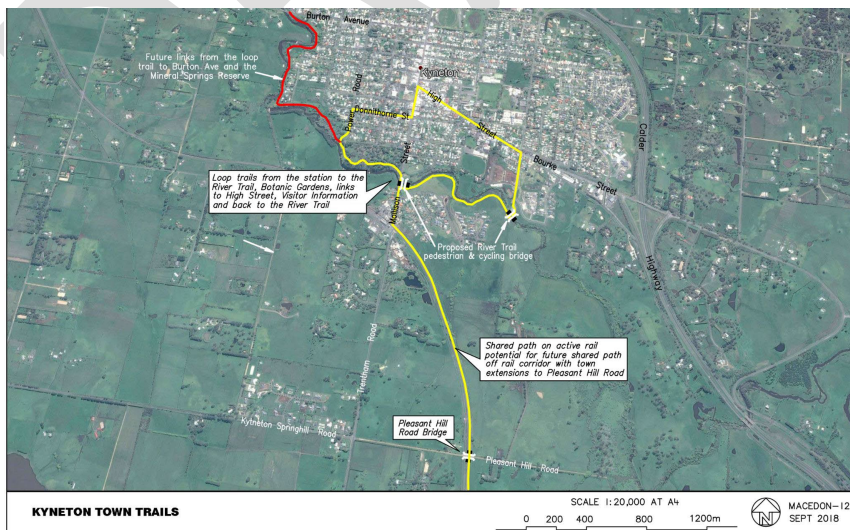 Burton Avenue
Future links from the loop
trail to Burton Ave and the
Mineral Springs Reserve
Road
Kyneton
High
Street
Powlett
Donnithorne St
Calder
Highway
Street
Bourke
Street
Loop trails from the station to the
River Trail, Botanic Gardens, links
to High Street, Visitor Information
and back to the River Trail
Mollison
Proposed River Trail
pedestrian & cycling bridge
Shared path on active rail
potential for future shared path
off rail corridor with town
extensions to Pleasant Hill Road
Trentham Road
Kyneton Springhill Road
Pleasant Hill
Road Bridge
Pleasant Hill Road
KYNETON TOWN TRAILS
SCALE 1:20,000 AT A4
0 200 400 800 1200m
TN
MACEDON-12
SEPT 2018